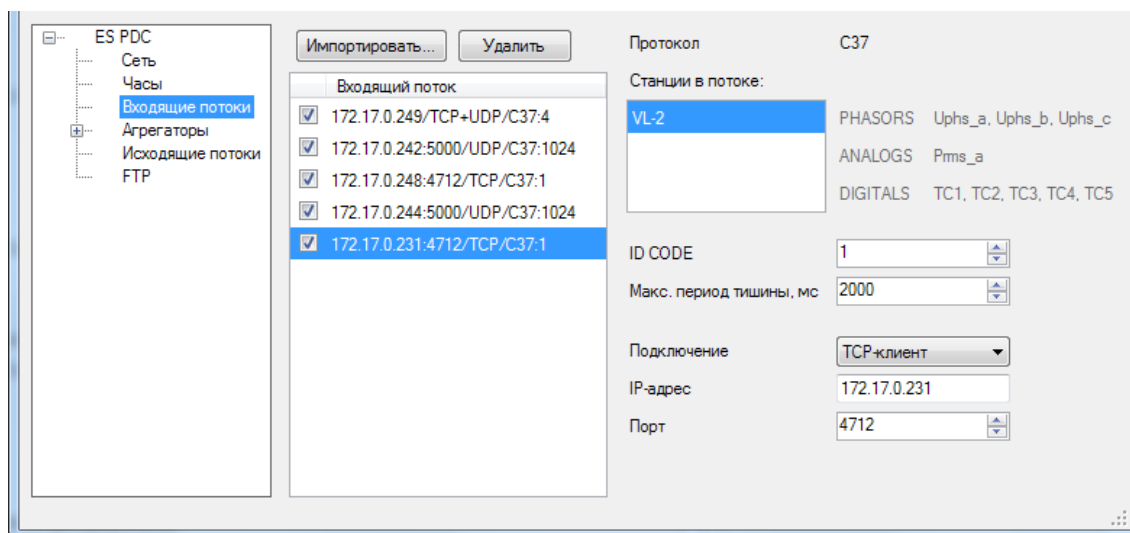 ES PDC
Сеть
Часы
Входящие потоки
Агрегаторы
Исходящие потоки
FTP
Импортировать... Удалить
Входящий поток
172.17.0.249/TCP+UDP/C37:4
172.17.0.242:5000/UDP/C37:1024
172.17.0.248:4712/TCP/C37:1
172.17.0.244:5000/UDP/C37:1024
172.17.0.231:4712/TCP/C37:1
Протокол C37
Станции в потоке:
VL-2
PHASORS Uphs_a, Uphs_b, Uphs_c
ANALOGS Prms_a
DIGITALS TC1, TC2, TC3, TC4, TC5
ID CODE 1
Макс. период тишины, мс 2000
Подключение TCP-клиент
IP-адрес 172.17.0.231
Порт 4712